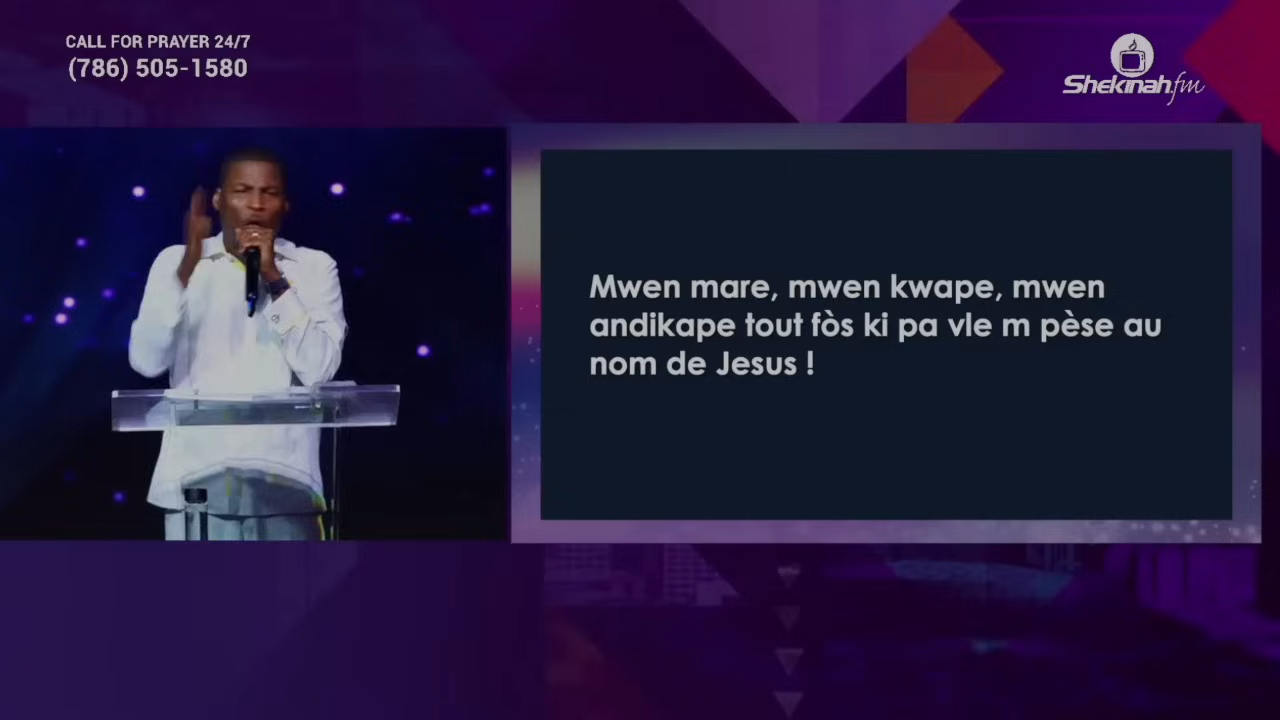 CALL FOR PRAYER 24/7
(786) 505-1580
Shekinah.fm
Mwen mare, mwen kwape, mwen
andikape tout fòs ki pa vle m pèse au
nom de Jesus !